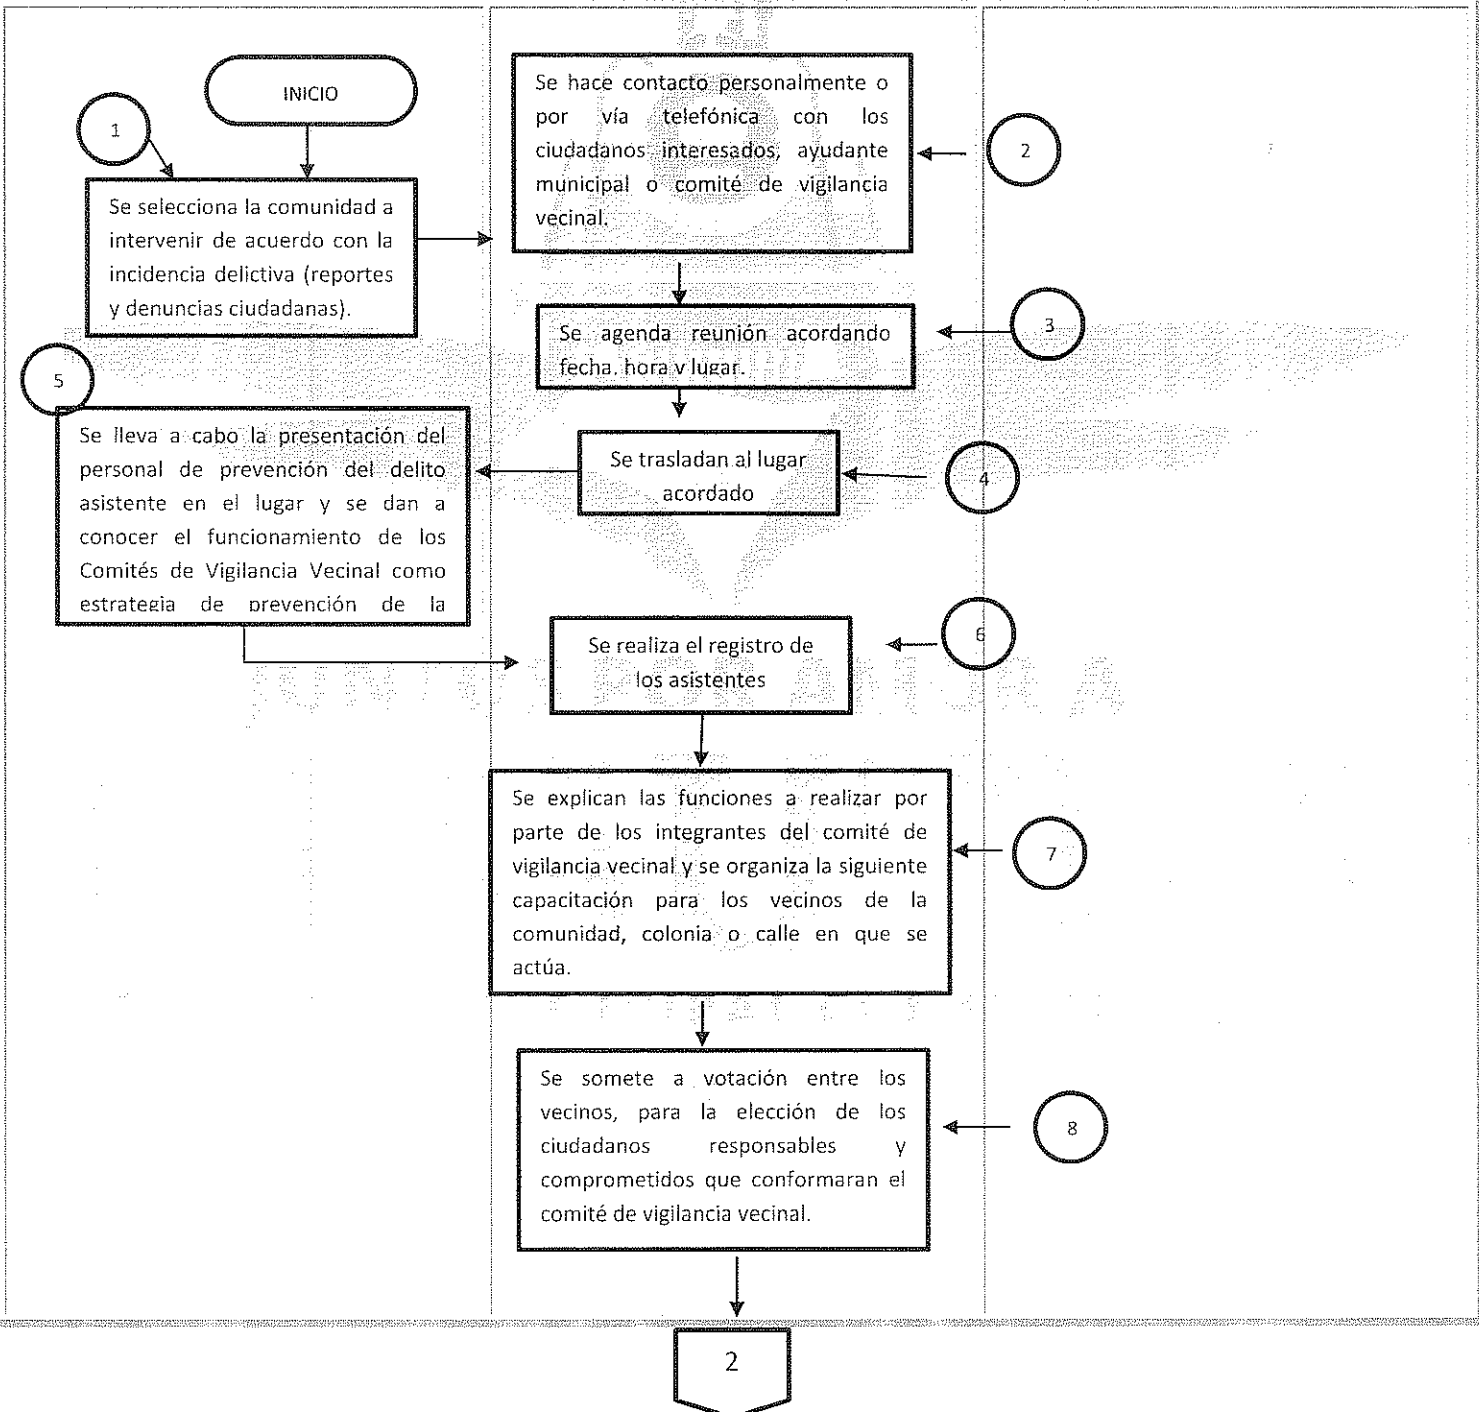 INICIO
1
Se selecciona la comunidad a
intervenir de acuerdo con la
incidencia delictiva (reportes
y denuncias ciudadanas).
Se hace contacto personalmente o
por vía telefónica con los
ciudadanos interesados, ayudante
municipal o comité de vigilancia
vecinal.
2
Se agenda reunión acordando
fecha, hora y lugar.
3
Se trasladan al lugar
acordado
4
5
Se lleva a cabo la presentación del
personal de prevención del delito
asistente en el lugar y se dan a
conocer el funcionamiento de los
Comités de Vigilancia Vecinal como
estrategia de prevención de la
Se realiza el registro de
los asistentes
6
JUNTOS POR AMOR A
Se explican las funciones a realizar por
parte de los integrantes del comité de
vigilancia vecinal y se organiza la siguiente
capacitación para los vecinos de la
comunidad, colonia o calle en que se
actúa.
7
Se somete a votación entre los
vecinos, para la elección de los
ciudadanos responsables y
comprometidos que conformaran el
comité de vigilancia vecinal.
8
2